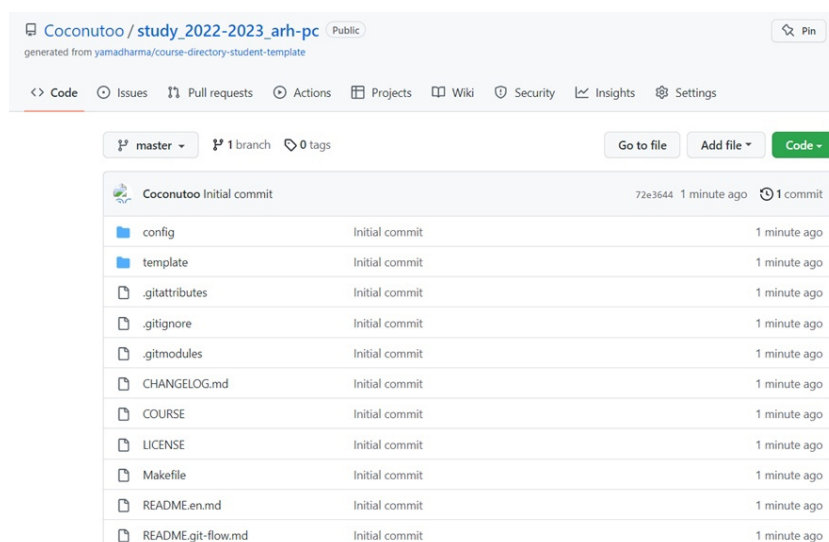 Coconutoo / study_2022-2023_arh-pc Public Pin
generated from yamadharma/course-directory-student-template
Code Issues Pull requests Actions Projects Wiki Security Insights Settings
master 1 branch 0 tags Go to file Add file Code
Coconutoo Initial commit 72e3644 1 minute ago 1 commit
config Initial commit 1 minute ago
template Initial commit 1 minute ago
.gitattributes Initial commit 1 minute ago
.gitignore Initial commit 1 minute ago
.gitmodules Initial commit 1 minute ago
CHANGELOG.md Initial commit 1 minute ago
COURSE Initial commit 1 minute ago
LICENSE Initial commit 1 minute ago
Makefile Initial commit 1 minute ago
README.en.md Initial commit 1 minute ago
README.git-flow.md Initial commit 1 minute ago